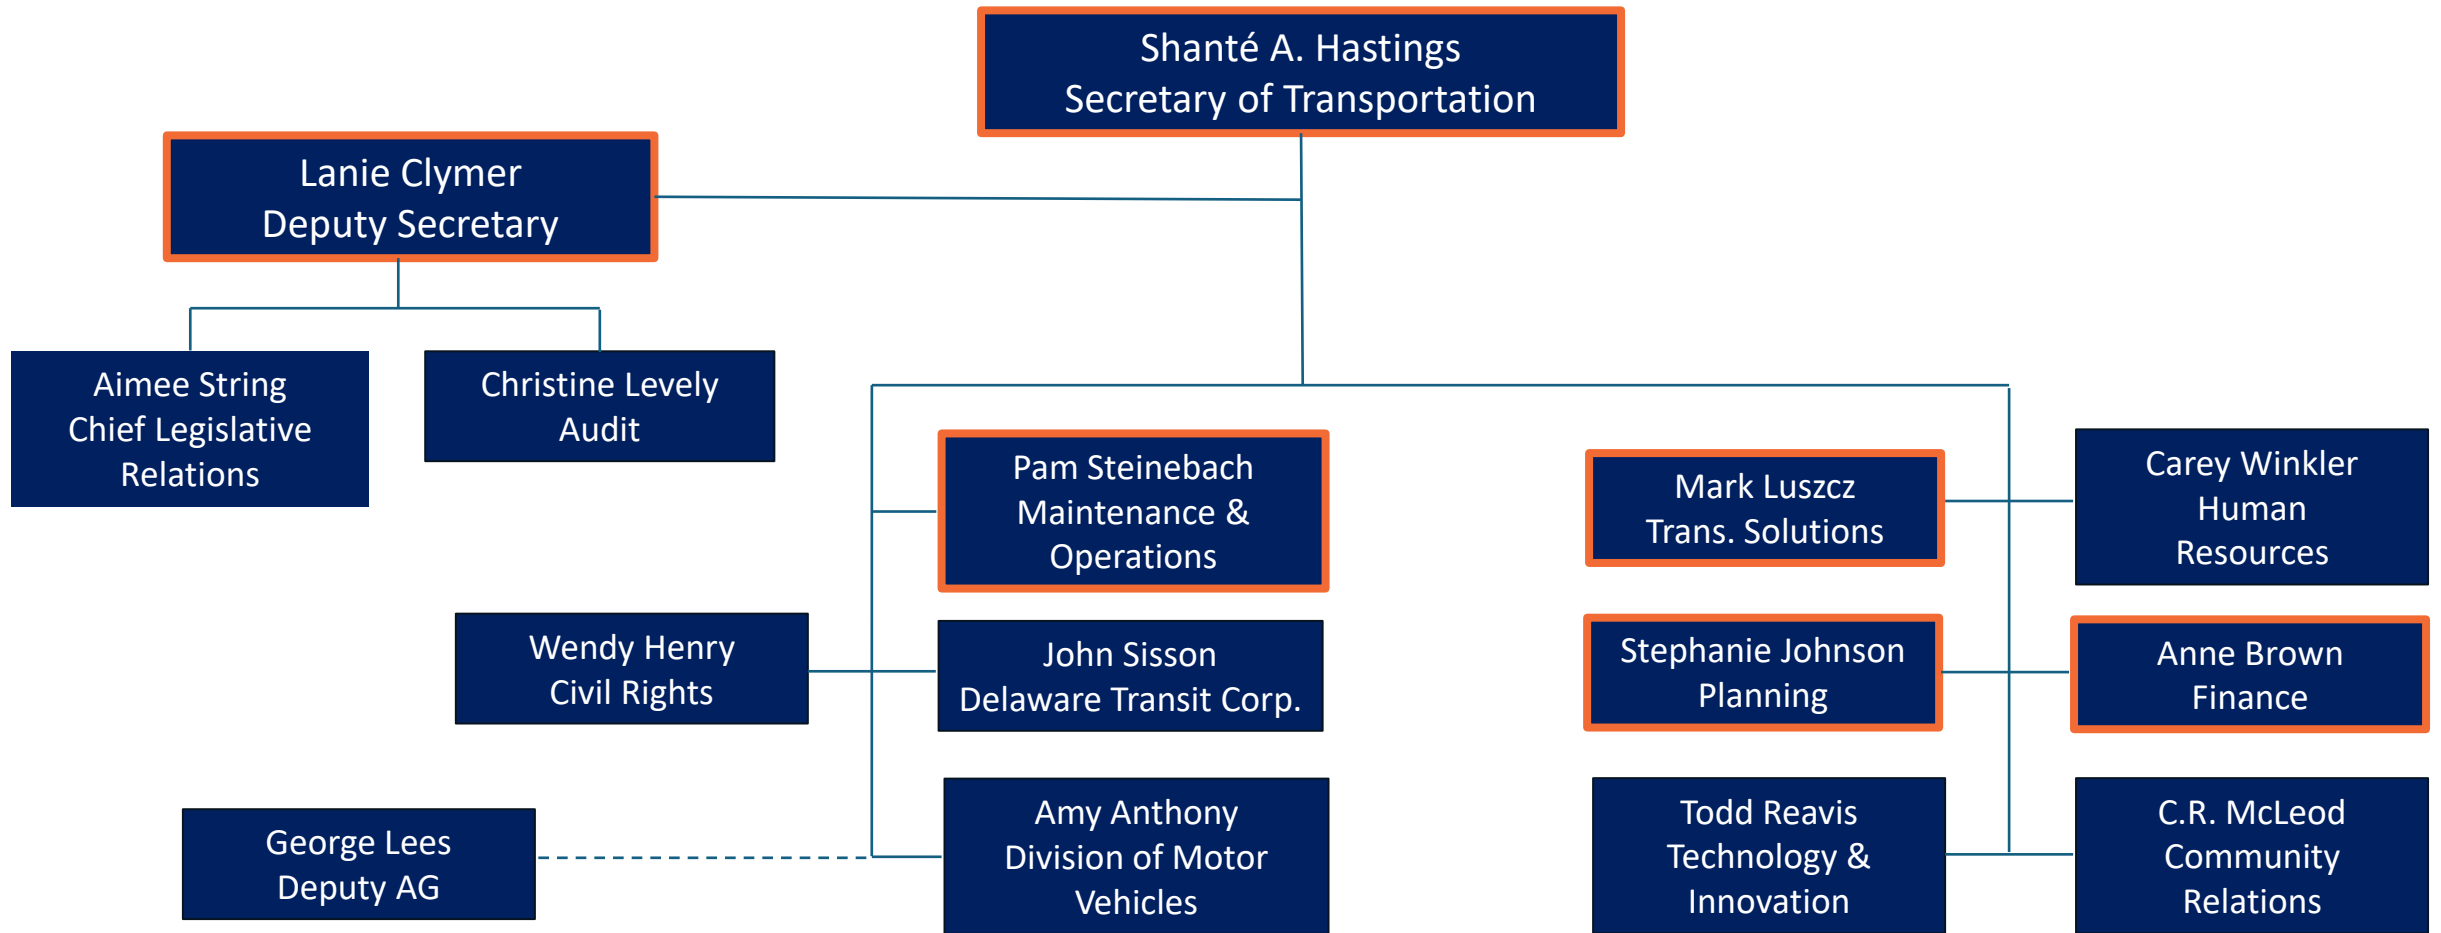 Shanté A. Hastings
Secretary of Transportation
Lanie Clymer
Deputy Secretary
Aimee String
Chief Legislative
Relations
Christine Levely
Audit
Pam Steinebach
Maintenance &
Operations
Mark Luszcz
Trans. Solutions
Carey Winkler
Human
Resources
Wendy Henry
Civil Rights
John Sisson
Delaware Transit Corp.
Stephanie Johnson
Planning
Anne Brown
Finance
George Lees
Deputy AG
Amy Anthony
Division of Motor
Vehicles
Todd Reavis
Technology &
Innovation
C.R. McLeod
Community
Relations